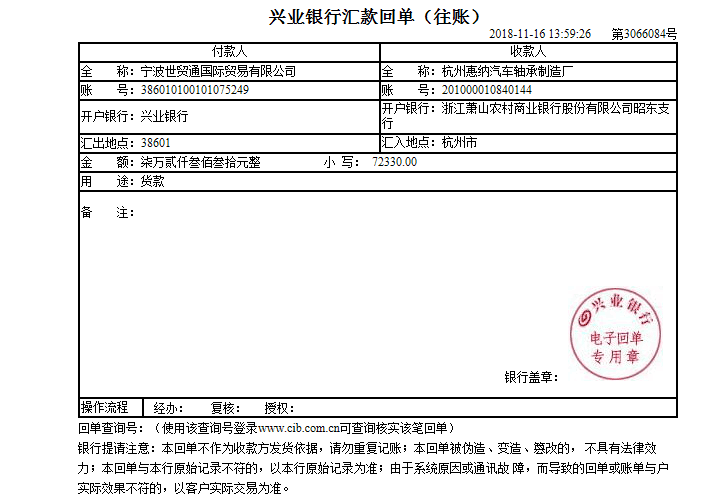 兴业银行汇款回单（往账）
2018-11-16 13:59:26 第3066084号
付款人 收款人
全 称：宁波世贸通国际贸易有限公司 全 称：杭州惠纳汽车轴承制造厂
账 号：386010100101075249 账 号：201000010840144
开户银行：兴业银行 开户银行：浙江萧山农村商业银行股份有限公司昭东支
行
汇出地点：38601 汇入地点：杭州市
金 额：柒万贰仟叁佰叁拾元整 小 写： 72330.00
用 途：货款
备 注：
兴业银行
电子回单
专用章
银行盖章：
操作流程 经办： 复核： 授权：
回单查询号：（使用该查询号登录www.cib.com.cn可查询核实该笔回单）
银行提请注意：本回单不作为收款方发货依据，请勿重复记账；本回单被伪造、变造、篡改的，不具有法律效
力；本回单与本行原始记录不符的，以本行原始记录为准；由于系统原因或通讯故 障，而导致的回单或账单与户
实际效果不符的，以客户实际交易为准。